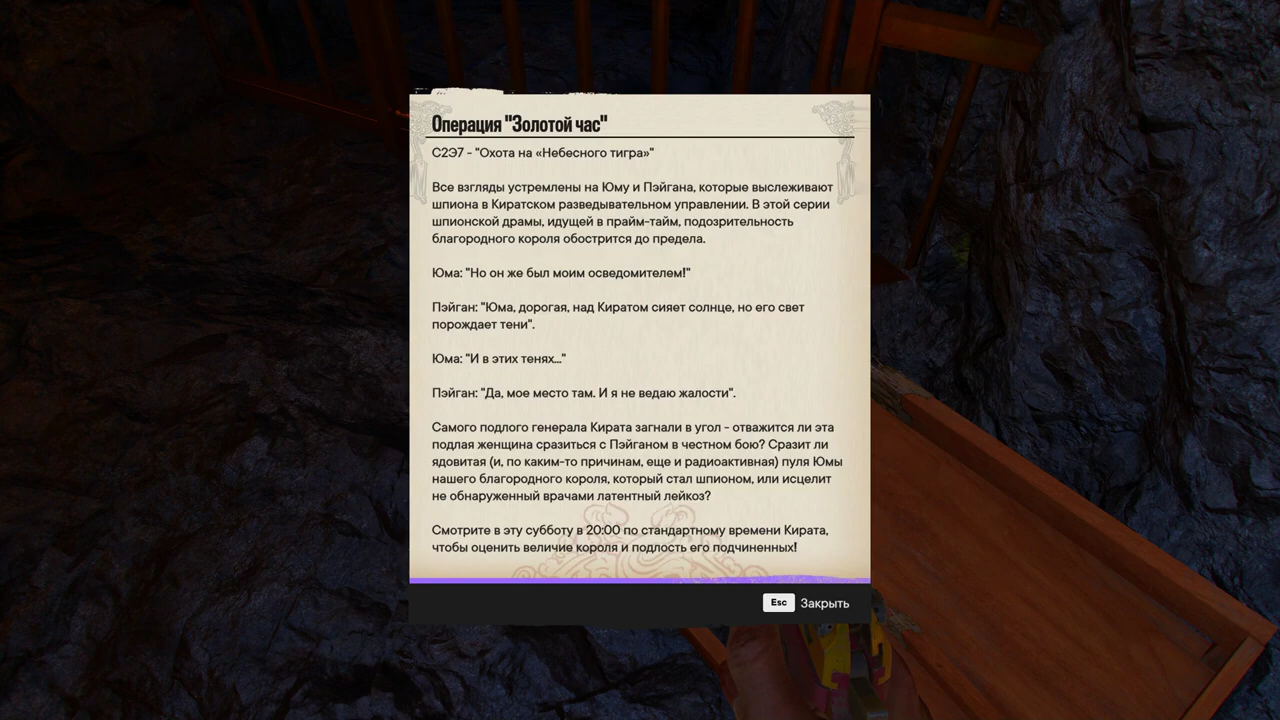 Операция "Золотой час"
С2Э7 - "Охота на «Небесного тигра»"
Все взгляды устремлены на Юму и Пэйгана, которые выслеживают
шпиона в Киратском разведывательном управлении. В этой серии
шпионской драмы, идущей в прайм-тайм, подозрительность
благородного короля обострится до предела.
Юма: "Но он же был моим осведомителем!"
Пэйган: "Юма, дорогая, над Киратом сияет солнце, но его свет
порождает тени".
Юма: "И в этих тенях..."
Пэйган: "Да, мое место там. И я не ведаю жалости".
Самого подлого генерала Кирата загнали в угол - отважится ли эта
подлая женщина сразиться с Пэйганом в честном бою? Сразит ли
ядовитая (и, по каким-то причинам, еще и радиоактивная) пуля Юмы
нашего благородного короля, который стал шпионом, или исцелит
не обнаруженный врачами латентный лейкоз?
Смотрите в эту субботу в 20:00 по стандартному времени Кирата,
чтобы оценить величие короля и подлость его подчиненных!
Esc Закрыть